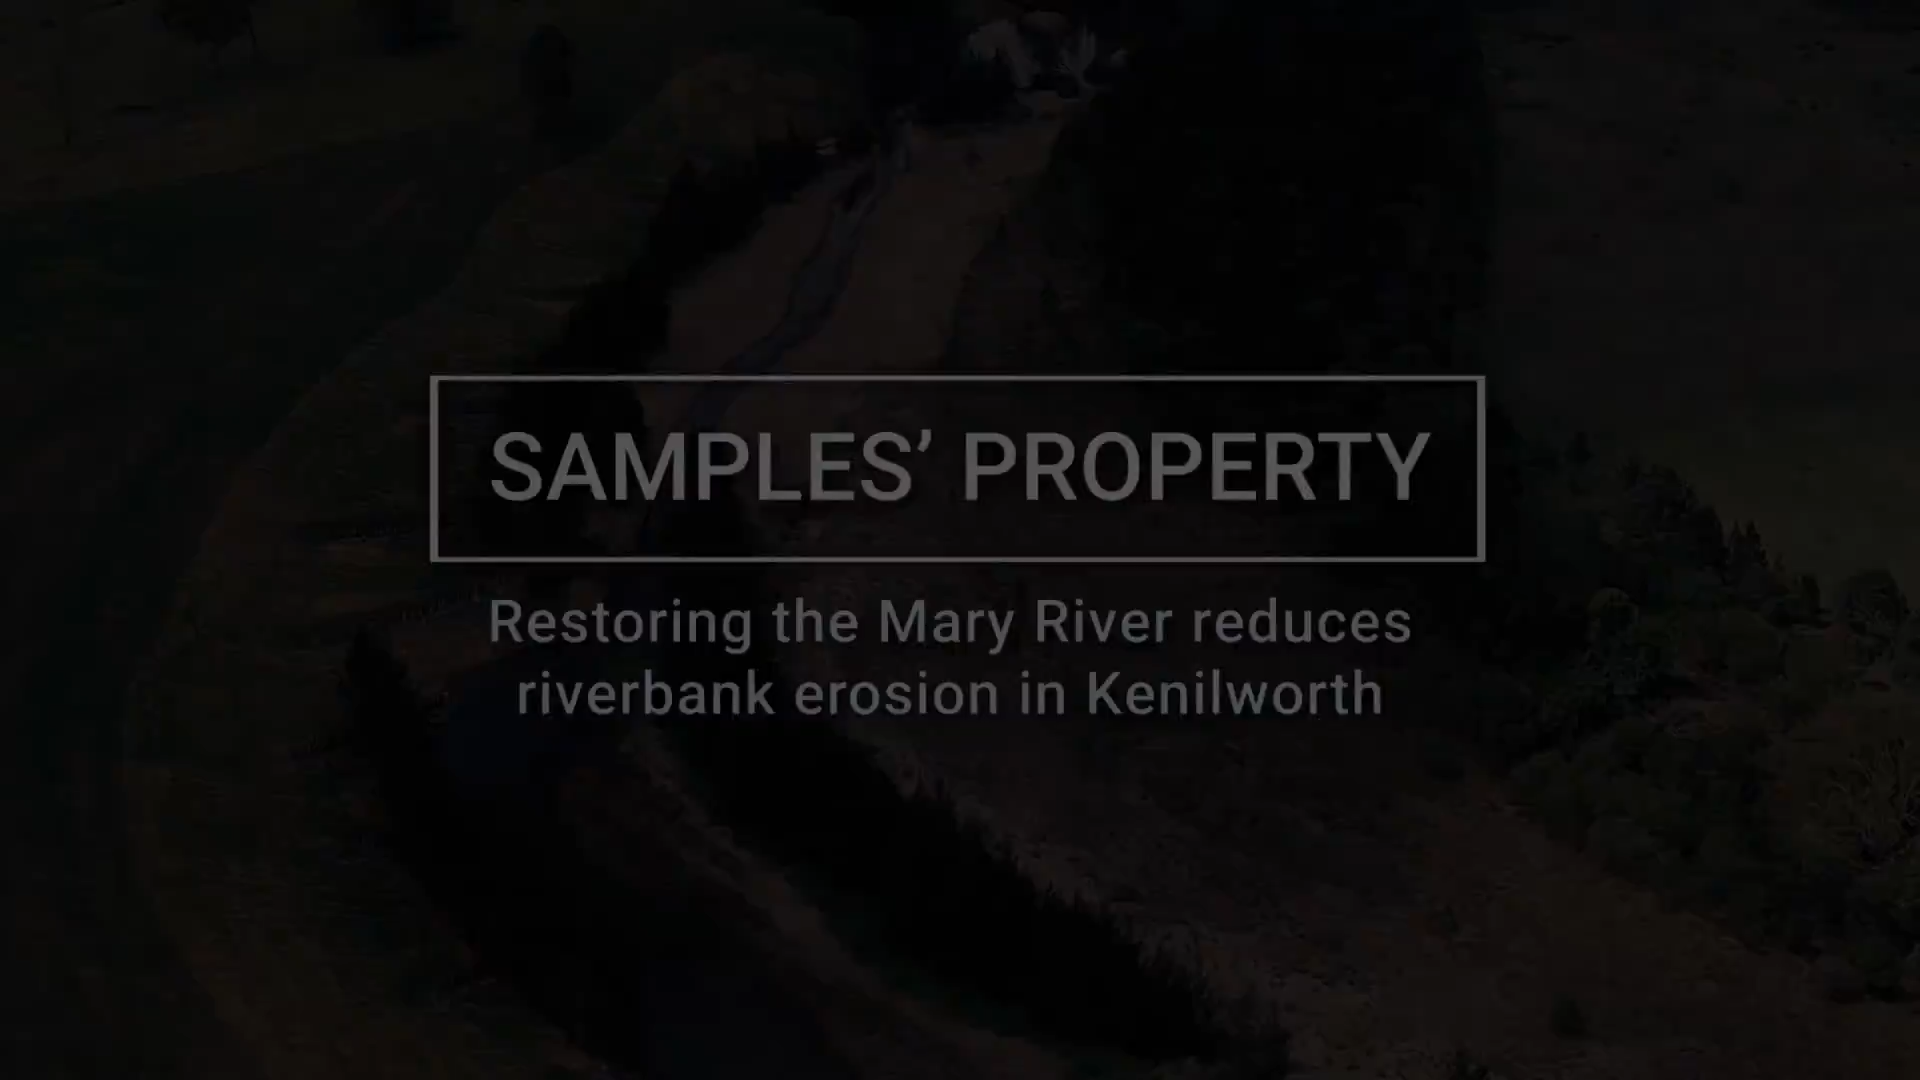 SAMPLES’ PROPERTY
Restoring the Mary River reduces
riverbank erosion in Kenilworth